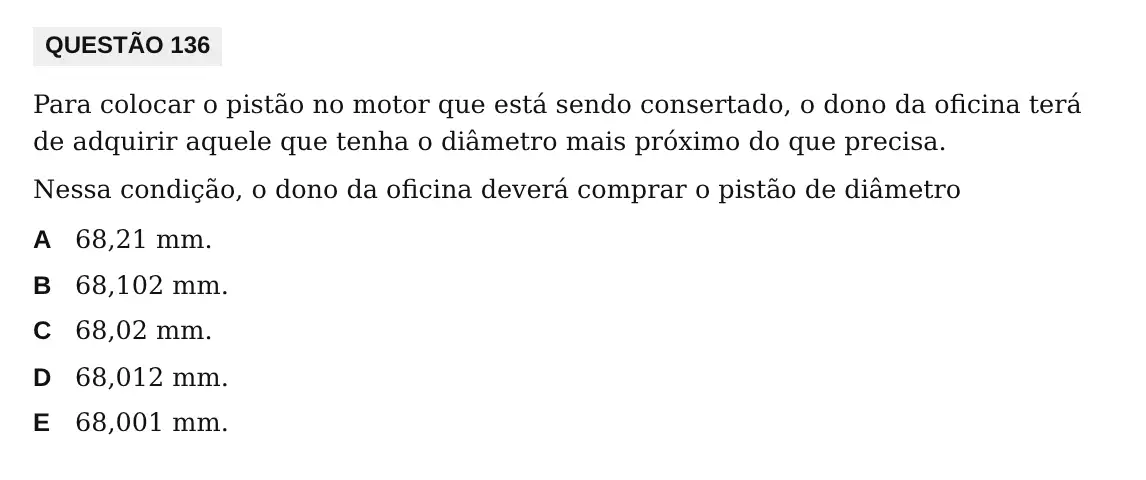 QUESTÃO 136
Para colocar o pistão no motor que está sendo consertado, o dono da oficina terá
de adquirir aquele que tenha o diâmetro mais próximo do que precisa.
Nessa condição, o dono da oficina deverá comprar o pistão de diâmetro
A 68,21 mm.
B 68,102 mm.
C 68,02 mm.
D 68,012 mm.
E 68,001 mm.